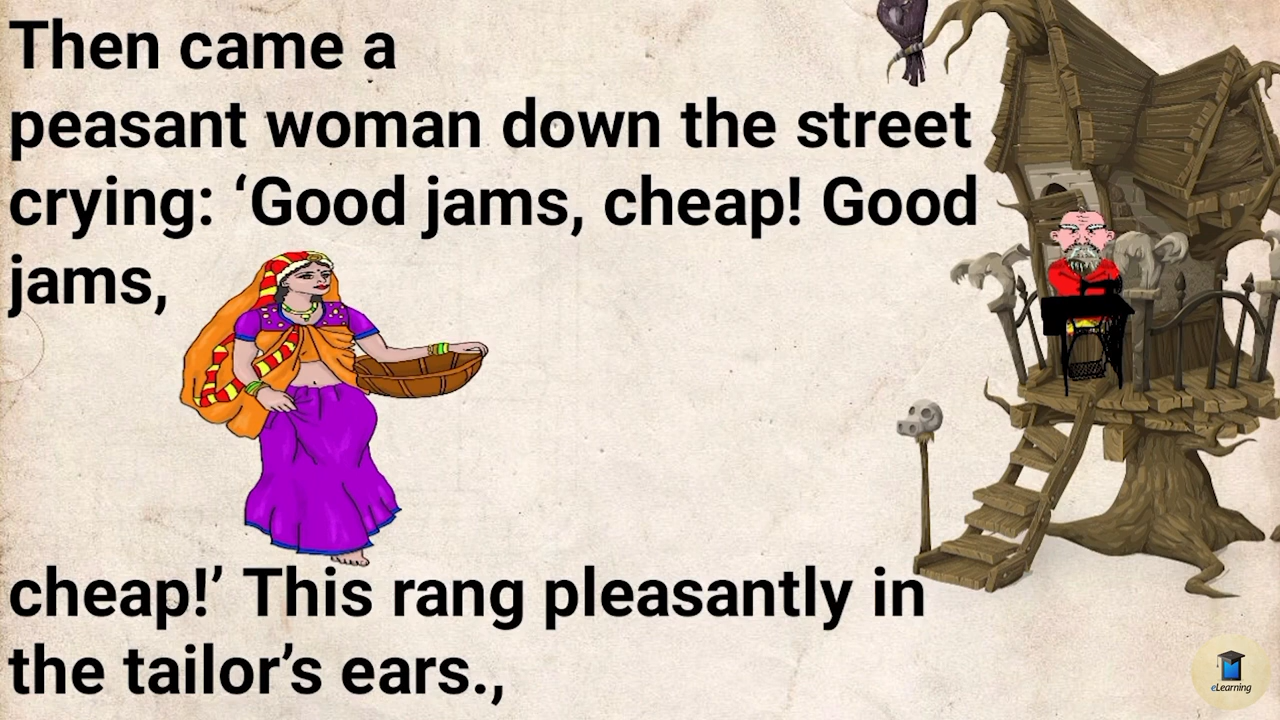 Then came a
peasant woman down the street
crying: ‘Good jams, cheap! Good
jams,
cheap!’ This rang pleasantly in
the tailor’s ears.,
eLearning